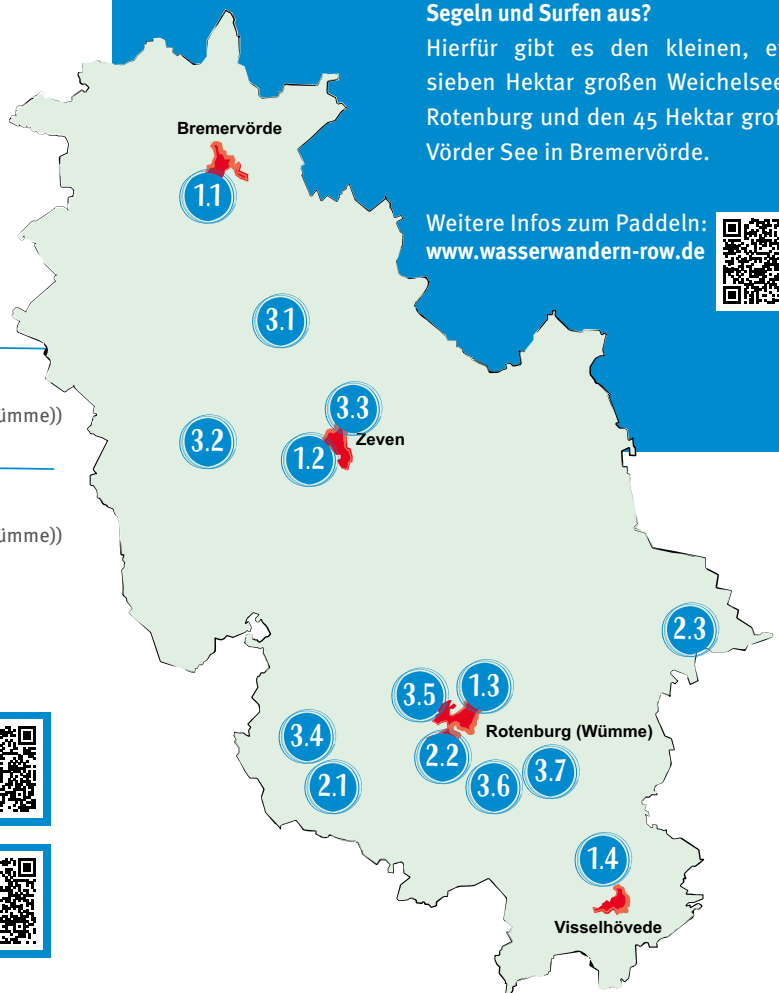 Segeln und Surfen aus?
Hierfür gibt es den kleinen,
sieben Hektar großen Weichelsee
Rotenburg und den 45 Hektar
Vörder See in Bremervörde.
Weitere Infos zum Paddeln:
www.wasserwandern-row.de
Bremervörde
1.1
3.1
3.3
Zeven
3.2
1.2
ümme))
ümme))
2.3
3.5
1.3
Rotenburg (Wümme)
3.4
2.2
3.7
2.1
3.6
1.4
Visselhövede